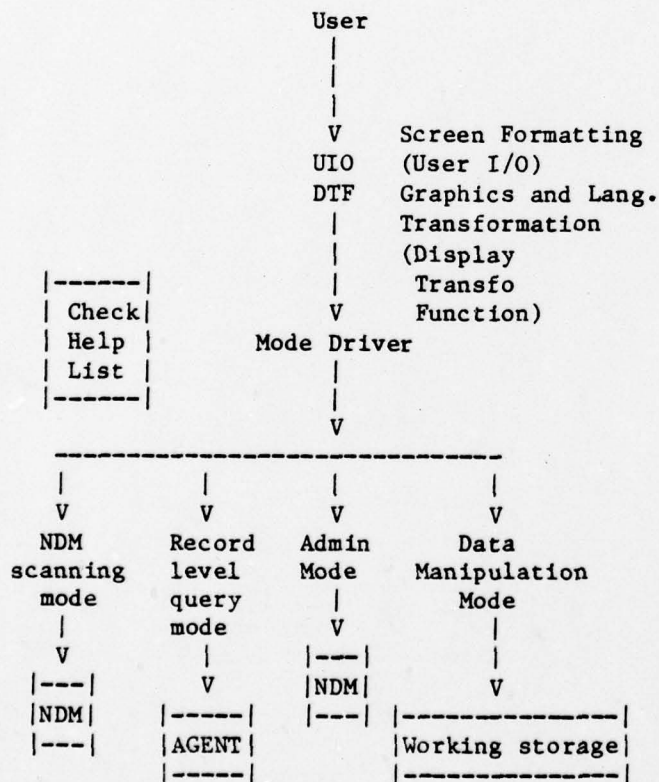 User
V Screen Formatting
UIO (User I/O)
DTF Graphics and Lang.
Transformation
(Display
Transfo
Function)
Check
Help
List
V
Mode Driver
V
V V V V
NDM Record Admin Data
scanning level Mode Manipulation
mode query Mode
mode
V
NDM
V
AGENT
V
NDM
V
Working storage